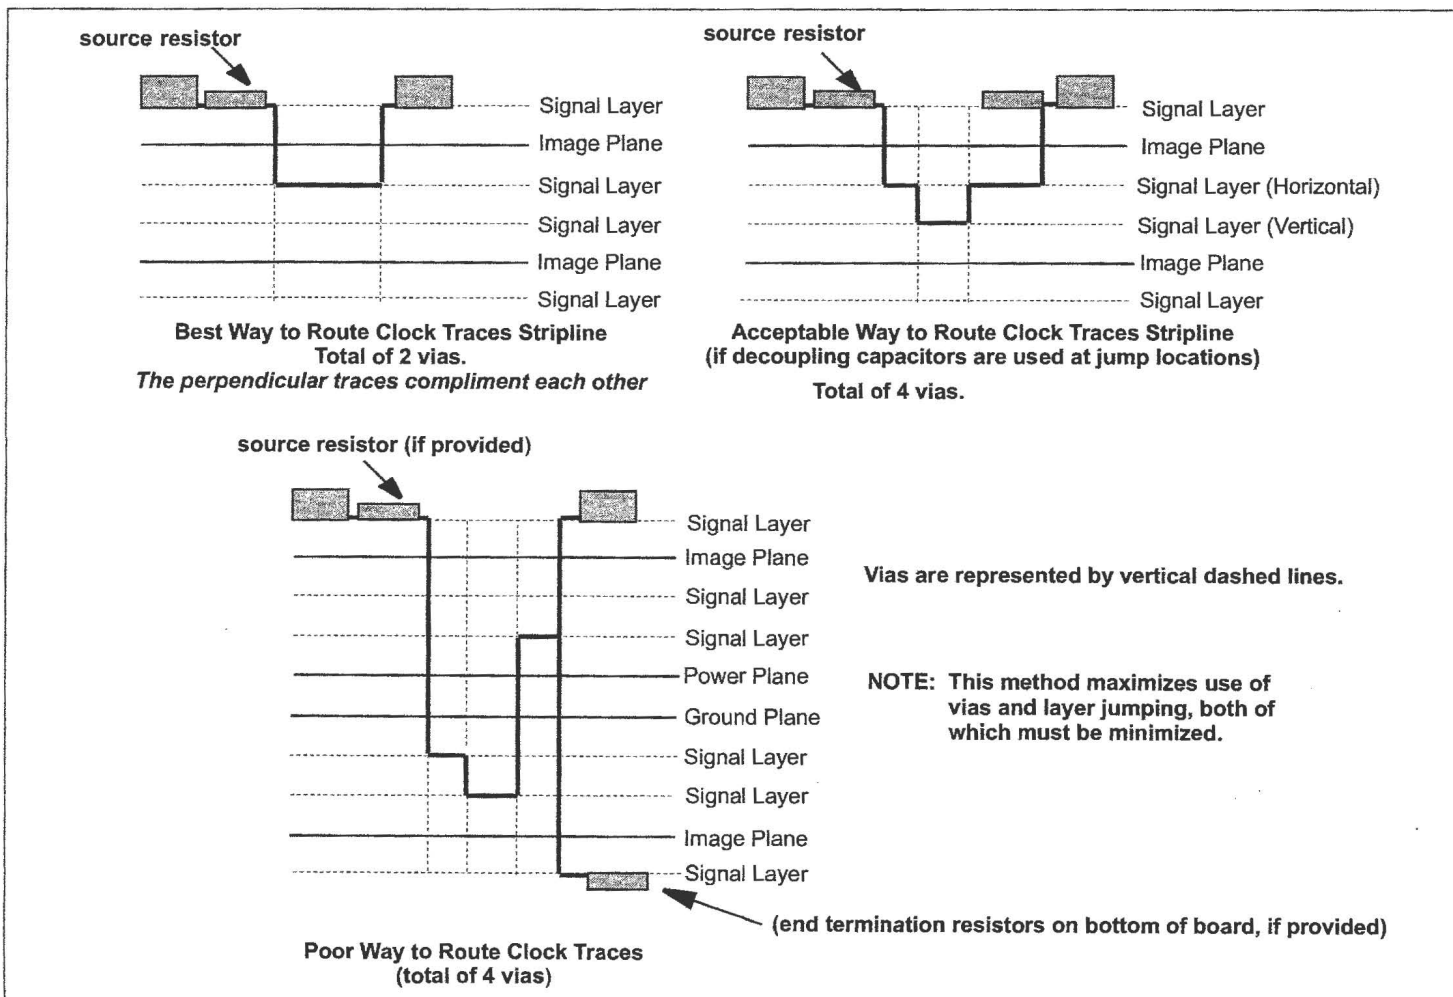 source resistor
Signal Layer
Image Plane
Signal Layer
Signal Layer
Image Plane
Signal Layer
Best Way to Route Clock Traces Stripline
Total of 2 vias.
The perpendicular traces compliment each other
source resistor
Signal Layer
Image Plane
Signal Layer (Horizontal)
Signal Layer (Vertical)
Image Plane
Signal Layer
Acceptable Way to Route Clock Traces Stripline
(if decoupling capacitors are used at jump locations)
Total of 4 vias.
source resistor (if provided)
Signal Layer
Image Plane
Signal Layer
Signal Layer
Power Plane
Ground Plane
Signal Layer
Signal Layer
Image Plane
Signal Layer
(end termination resistors on bottom of board, if provided)
Poor Way to Route Clock Traces
(total of 4 vias)
Vias are represented by vertical dashed lines.
NOTE: This method maximizes use of
vias and layer jumping, both of
which must be minimized.